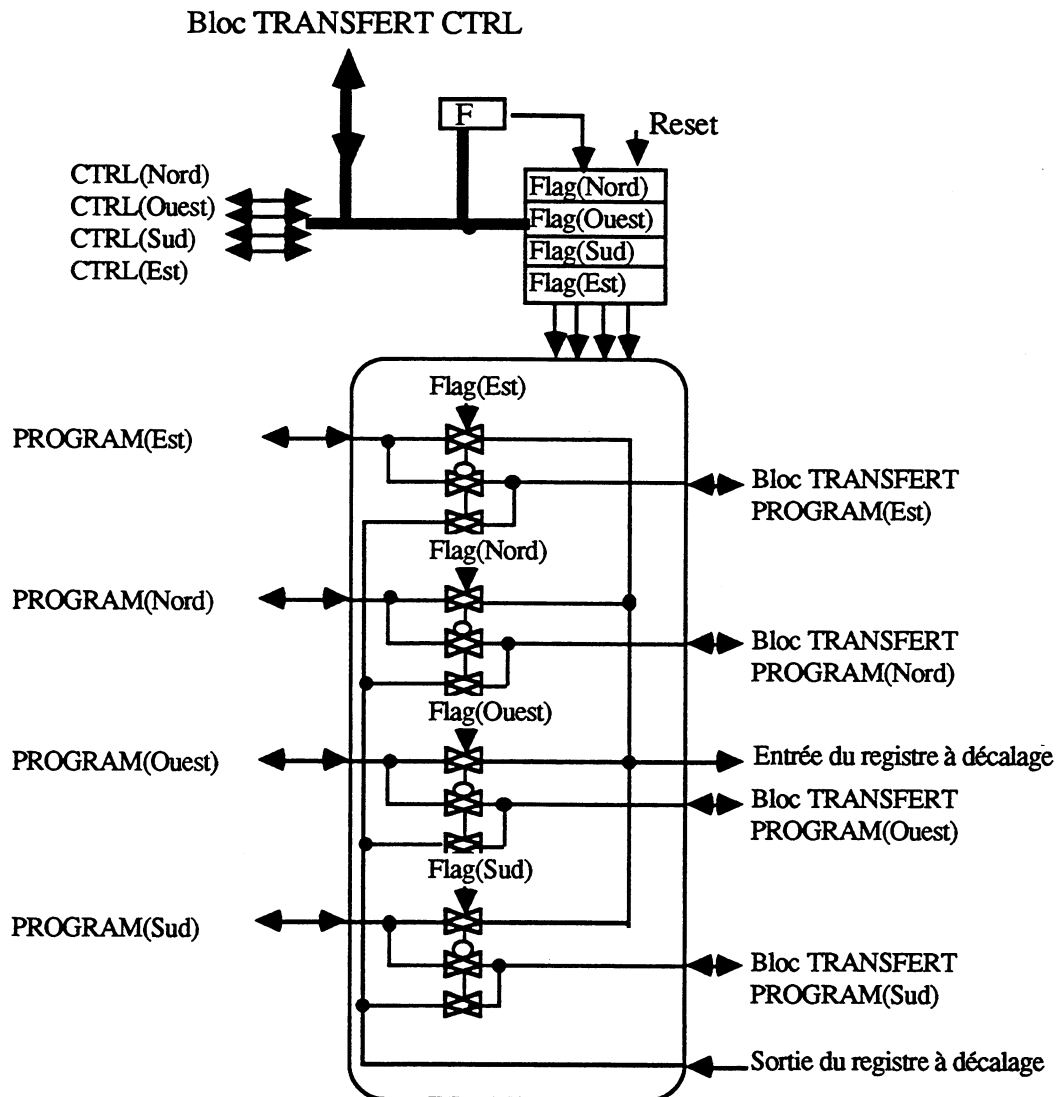 Bloc TRANSFERT CTRL
F
Reset
CTRL(Nord)
CTRL(Ouest)
CTRL(Sud)
CTRL(Est)
Flag(Nord)
Flag(Ouest)
Flag(Sud)
Flag(Est)
Flag(Est)
PROGRAM(Est)
Bloc TRANSFERT
PROGRAM(Est)
Flag(Nord)
PROGRAM(Nord)
Bloc TRANSFERT
PROGRAM(Nord)
Flag(Ouest)
PROGRAM(Ouest)
Entrée du registre à décalage
Bloc TRANSFERT
PROGRAM(Ouest)
Flag(Sud)
PROGRAM(Sud)
Bloc TRANSFERT
PROGRAM(Sud)
Sortie du registre à décalage